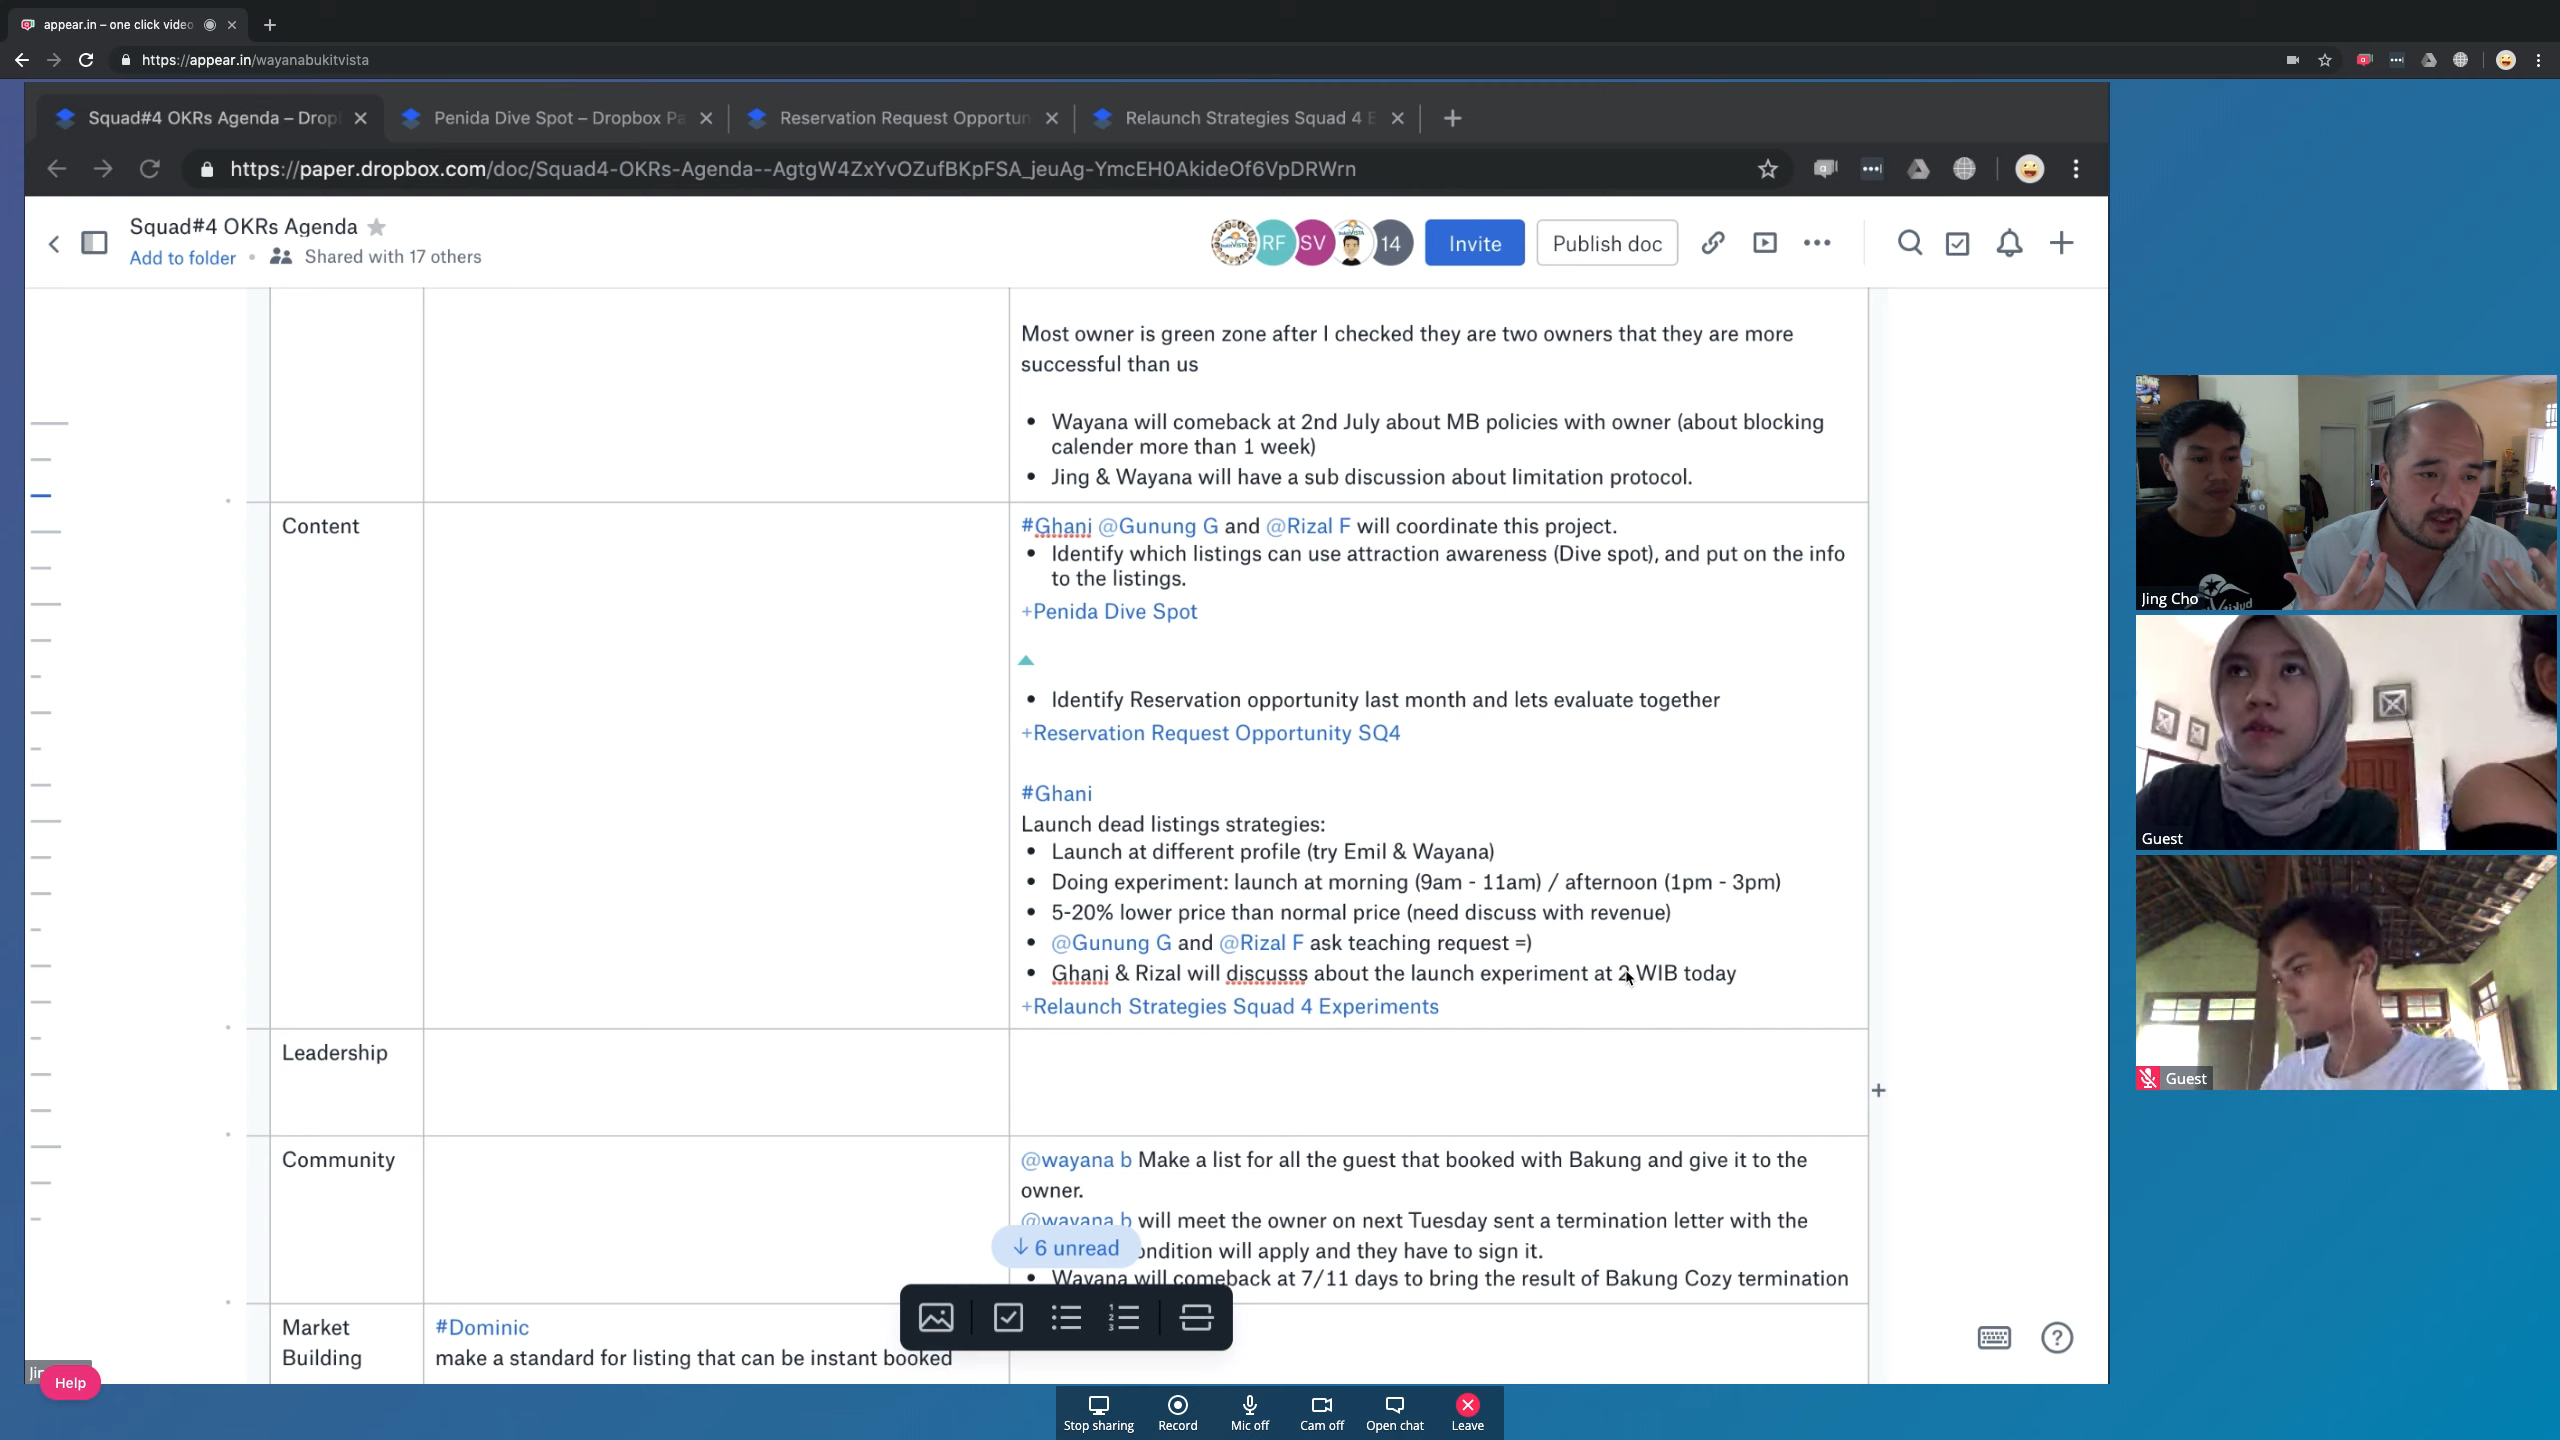 appear.in – one click video
https://appear.in/wayanabukitvista
Squad#4 OKRs Agenda – Drop
Penida Dive Spot – Dropbox Pa
Reservation Request Opportun
Relaunch Strategies Squad 4 E
https://paper.dropbox.com/doc/Squad4-OKRs-Agenda--AgtgW4ZxYvOZufBKpFSA_jeuAg-YmcEH0AkideOf6VpDRWrn
Squad#4 OKRs Agenda
Add to folder • Shared with 17 others
RF SV 14 Invite Publish doc
Most owner is green zone after I checked they are two owners that they are more
successful than us
• Wayana will comeback at 2nd July about MB policies with owner (about blocking
calender more than 1 week)
• Jing & Wayana will have a sub discussion about limitation protocol.
Content
#Ghani @Gunung G and @Rizal F will coordinate this project.
• Identify which listings can use attraction awareness (Dive spot), and put on the info
to the listings.
+Penida Dive Spot
• Identify Reservation opportunity last month and lets evaluate together
+Reservation Request Opportunity SQ4
#Ghani
Launch dead listings strategies:
• Launch at different profile (try Emil & Wayana)
• Doing experiment: launch at morning (9am - 11am) / afternoon (1pm - 3pm)
• 5-20% lower price than normal price (need discuss with revenue)
• @Gunung G and @Rizal F ask teaching request =)
• Ghani & Rizal will discusss about the launch experiment at 2 WIB today
+Relaunch Strategies Squad 4 Experiments
Leadership
Community
@wayana b Make a list for all the guest that booked with Bakung and give it to the
owner.
@wayana b will meet the owner on next Tuesday sent a termination letter with the
ondition will apply and they have to sign it.
• Wayana will comeback at 7/11 days to bring the result of Bakung Cozy termination
↓ 6 unread
Market
Building
#Dominic
make a standard for listing that can be instant booked
Jing Cho
Guest
Guest
Help
Stop sharing
Record
Mic off
Cam off
Open chat
Leave